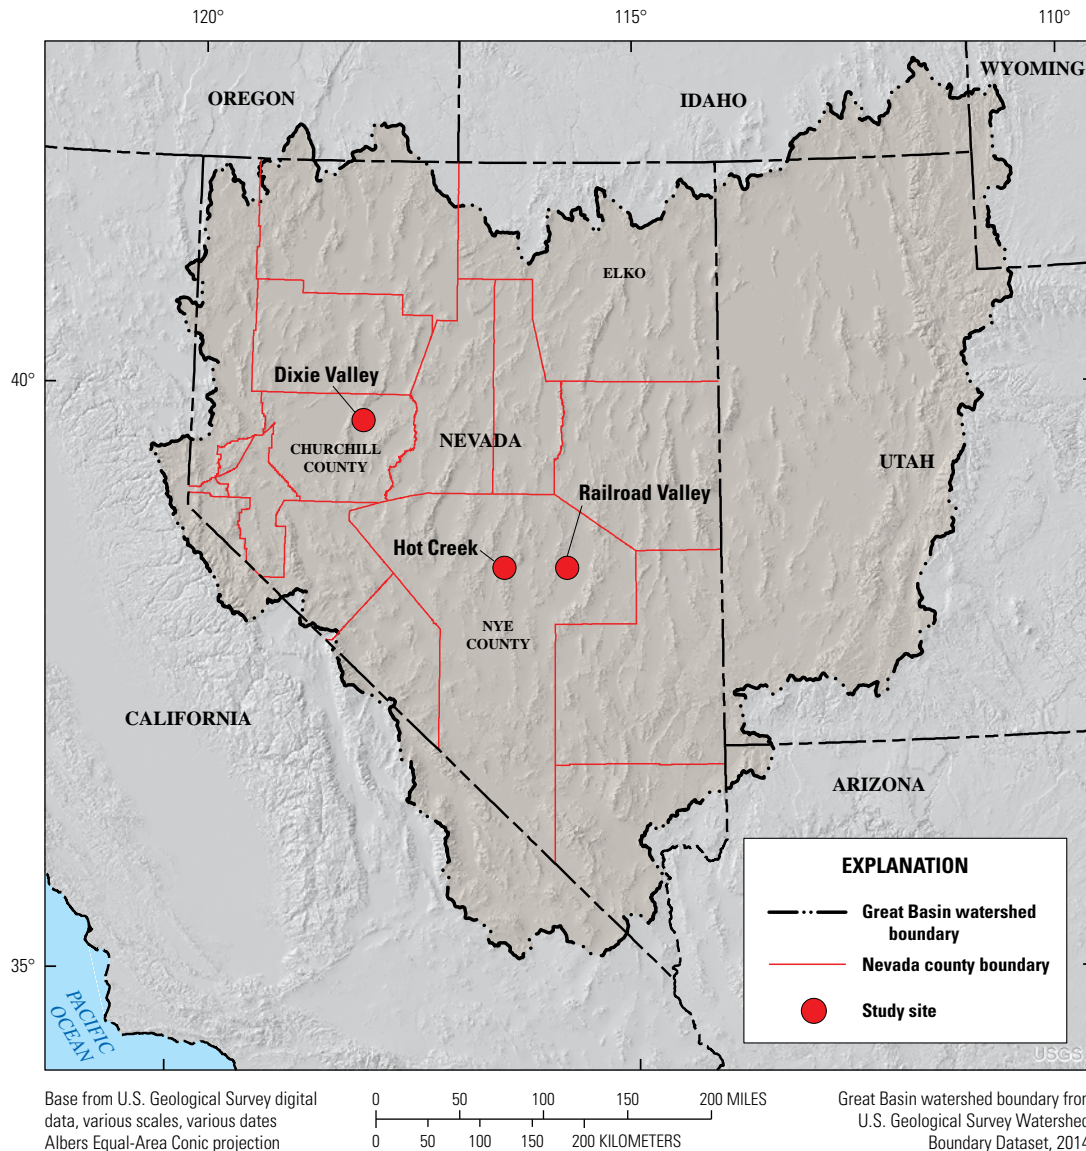 120°
115°
110°
WYOMING
OREGON
IDAHO
ELKO
40°
Dixie Valley
CHURCHILL
COUNTY
NEVADA
UTAH
Railroad Valley
Hot Creek
NYE
COUNTY
CALIFORNIA
ARIZONA
EXPLANATION
Great Basin watershed
boundary
Nevada county boundary
Study site
35°
PACIFIC
OCEAN
USGS
Base from U.S. Geological Survey digital
data, various scales, various dates
Albers Equal-Area Conic projection
0 50 100 150 200 MILES
0 50 100 150 200 KILOMETERS
Great Basin watershed boundary from
U.S. Geological Survey Watershed
Boundary Dataset, 2014